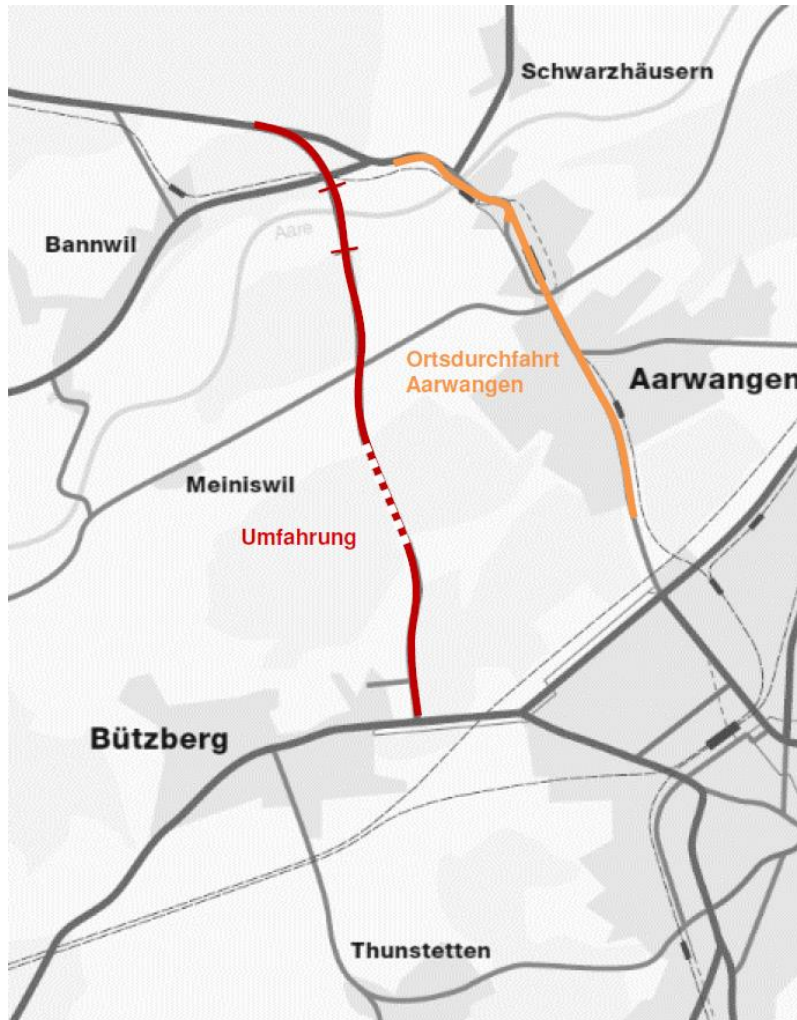 Schwarzhäusern
Bannwil
Aare
Ortsdurchfahrt
Aarwangen
Aarwangen
Meiniswil
Umfahrung
Bützberg
Thunstetten